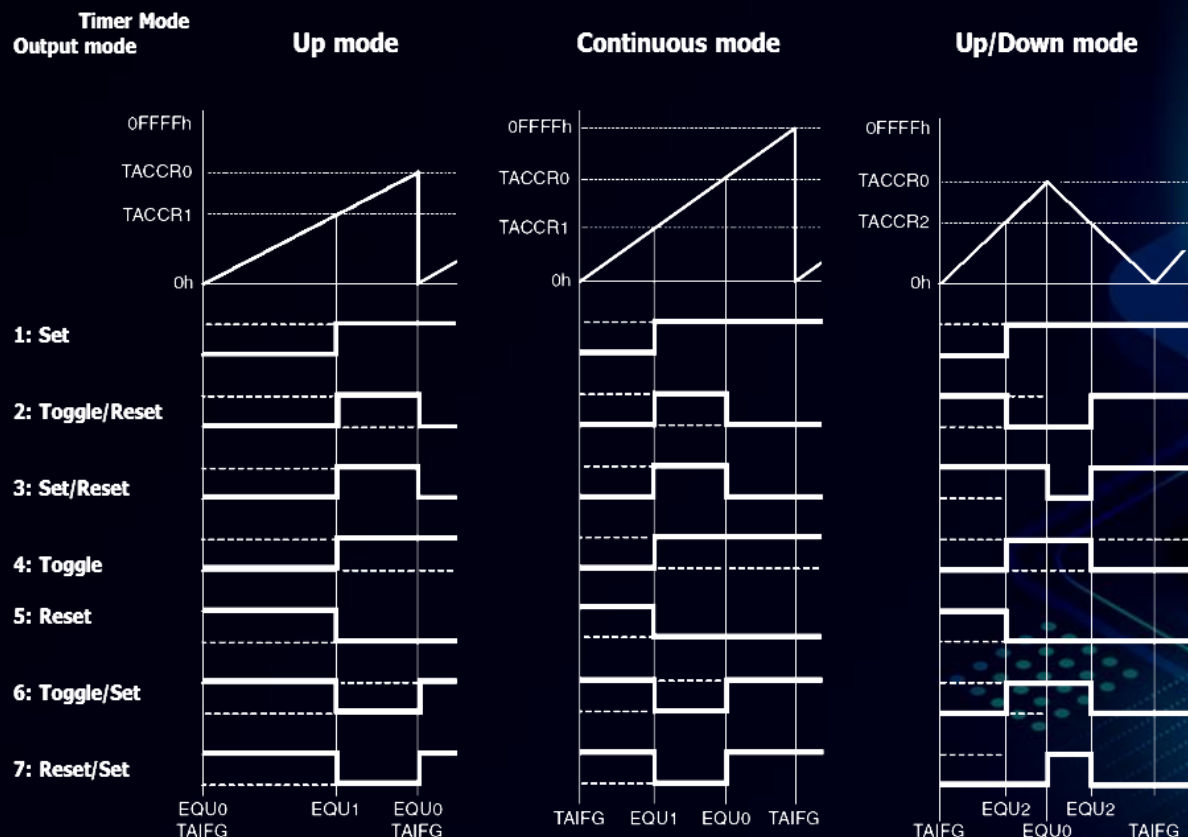 Timer Mode
Output mode
Up mode
Continuous mode
Up/Down mode
0FFFFh
TACCR0
TACCR1
0h
0FFFFh
TACCR0
TACCR1
0h
0FFFFh
TACCR0
TACCR2
0h
1: Set
2: Toggle/Reset
3: Set/Reset
4: Toggle
5: Reset
6: Toggle/Set
7: Reset/Set
EQU0
TAIFG
EQU1
EQU0
TAIFG
TAIFG
EQU1
EQU0
TAIFG
TAIFG
EQU2
EQU0
EQU2
TAIFG